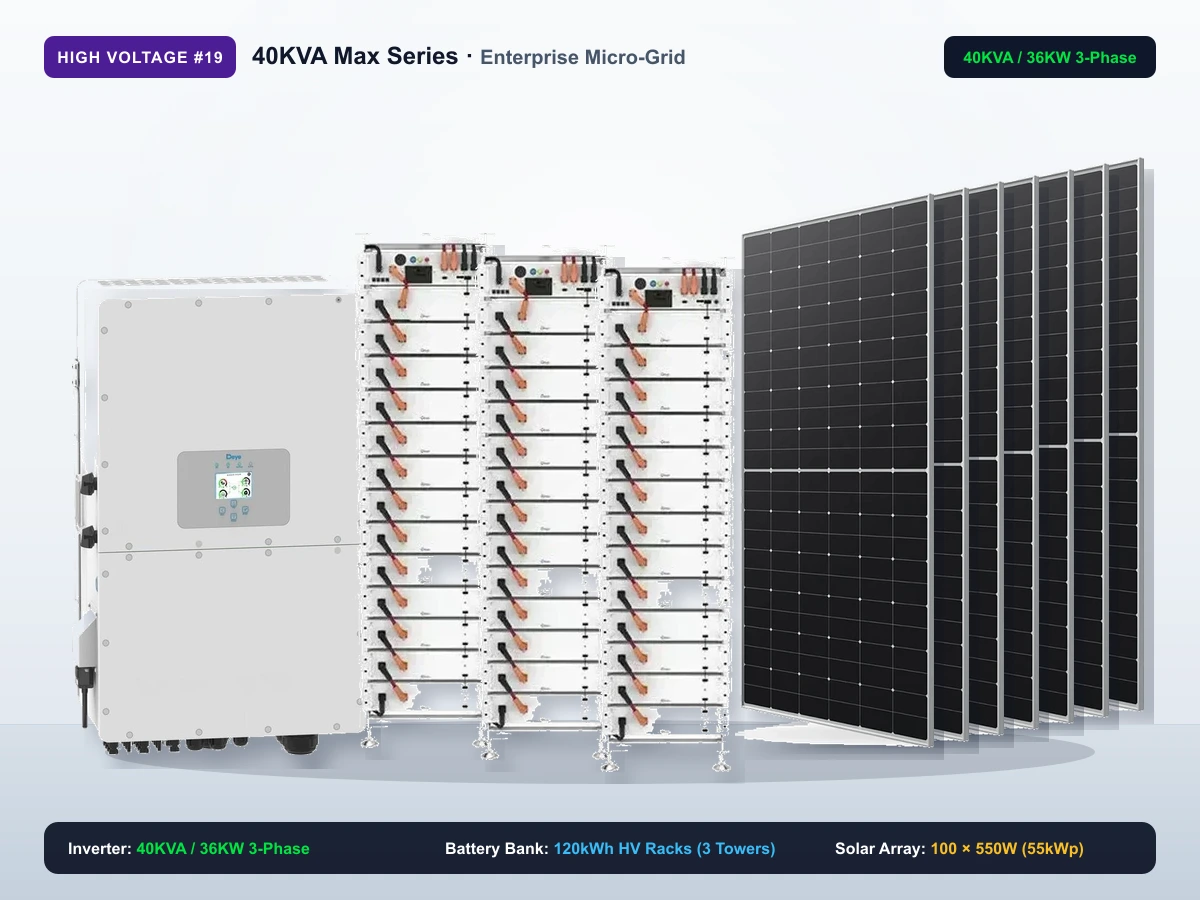 HIGH VOLTAGE #19
40KVA Max Series · Enterprise Micro-Grid
40KVA / 36KW 3-Phase
Deye
Inverter: 40KVA / 36KW 3-Phase
Battery Bank: 120kWh HV Racks (3 Towers)
Solar Array: 100 × 550W (55kWp)